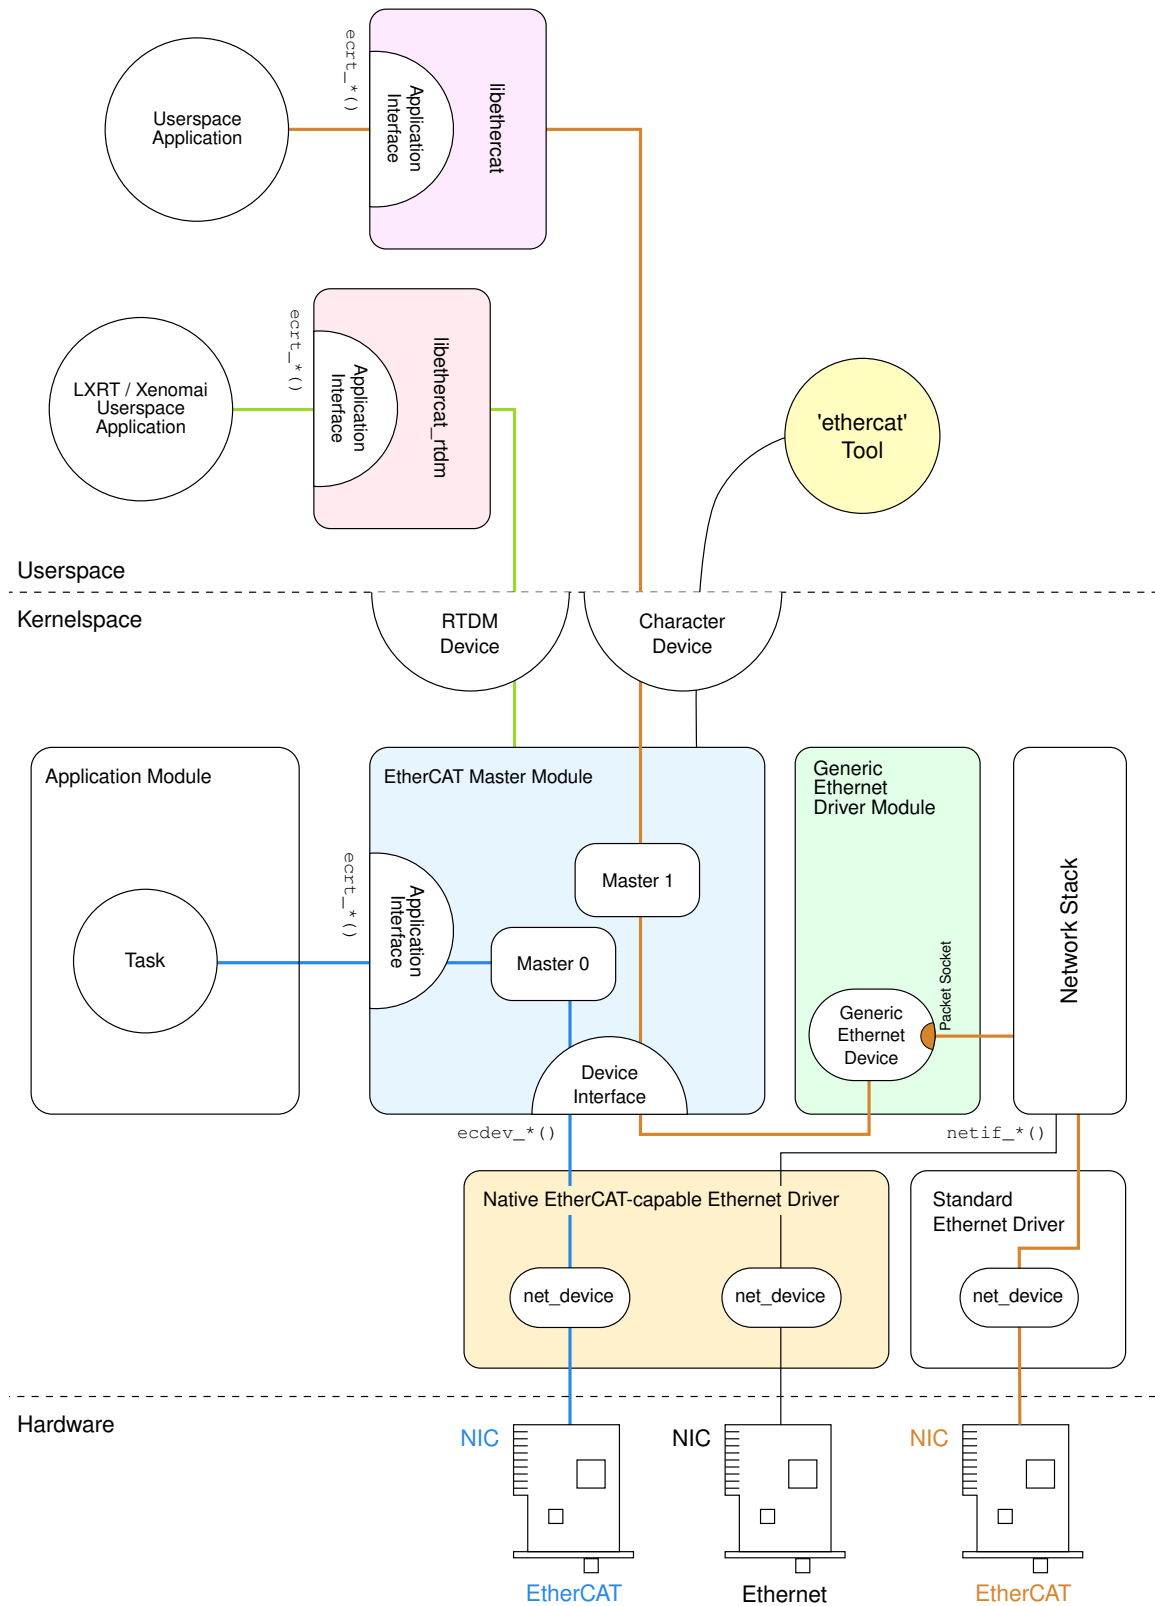 Userspace
Application
ecrt_*()
Application
Interface
libethercat
LXRT / Xenomai
Userspace
Application
ecrt_*()
Application
Interface
libethercat_rtdm
'ethercat'
Tool
Userspace
Kernelspace
RTDM
Device
Character
Device
Application Module
Task
EtherCAT Master Module
ecrt_*()
Application
Interface
Master 1
Master 0
Device
Interface
Generic
Ethernet
Driver Module
Generic
Ethernet
Device
Packet Socket
Network Stack
ecdev_*()
netif_*()
Native EtherCAT-capable Ethernet Driver
net_device
net_device
Standard
Ethernet Driver
net_device
Hardware
NIC
NIC
NIC
EtherCAT
Ethernet
EtherCAT